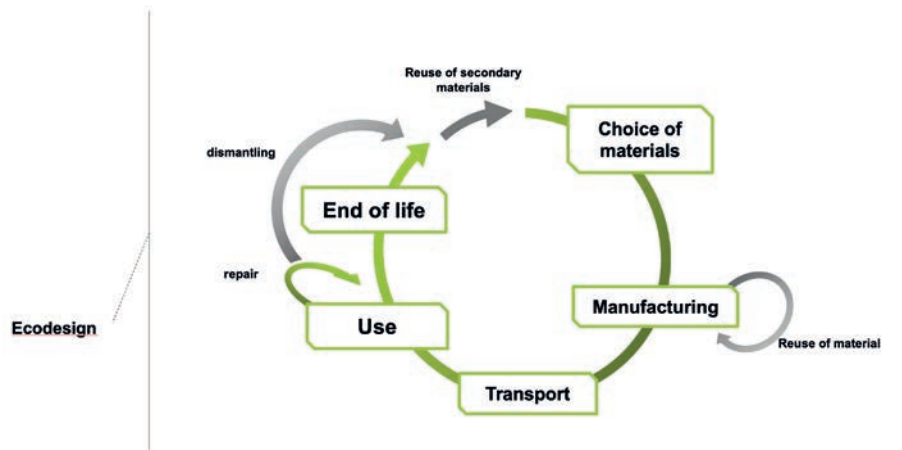 Reuse of secondary
materials
Choice of
materials
dismantling
End of life
repair
Manufacturing
Use
Ecodesign
Reuse of material
Transport